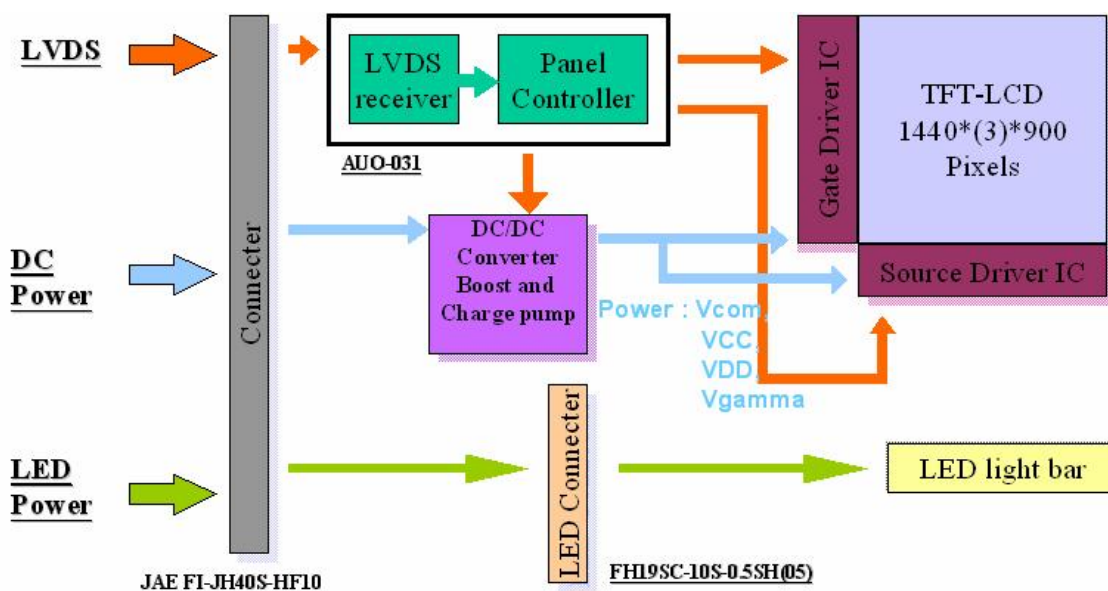 LVDS
DC
Power
LED
Power
Connecter
JAE FI-JH40S-HF10
LVDS
receiver
Panel
Controller
AUO-031
DC/DC
Converter
Boost and
Charge pump
Power : Vcom,
VCC,
VDD,
Vgamma
Gate Driver IC
TFT-LCD
1440*(3)*900
Pixels
Source Driver IC
LED Connecter
FH19SC-10S-0.5SH(05)
LED light bar